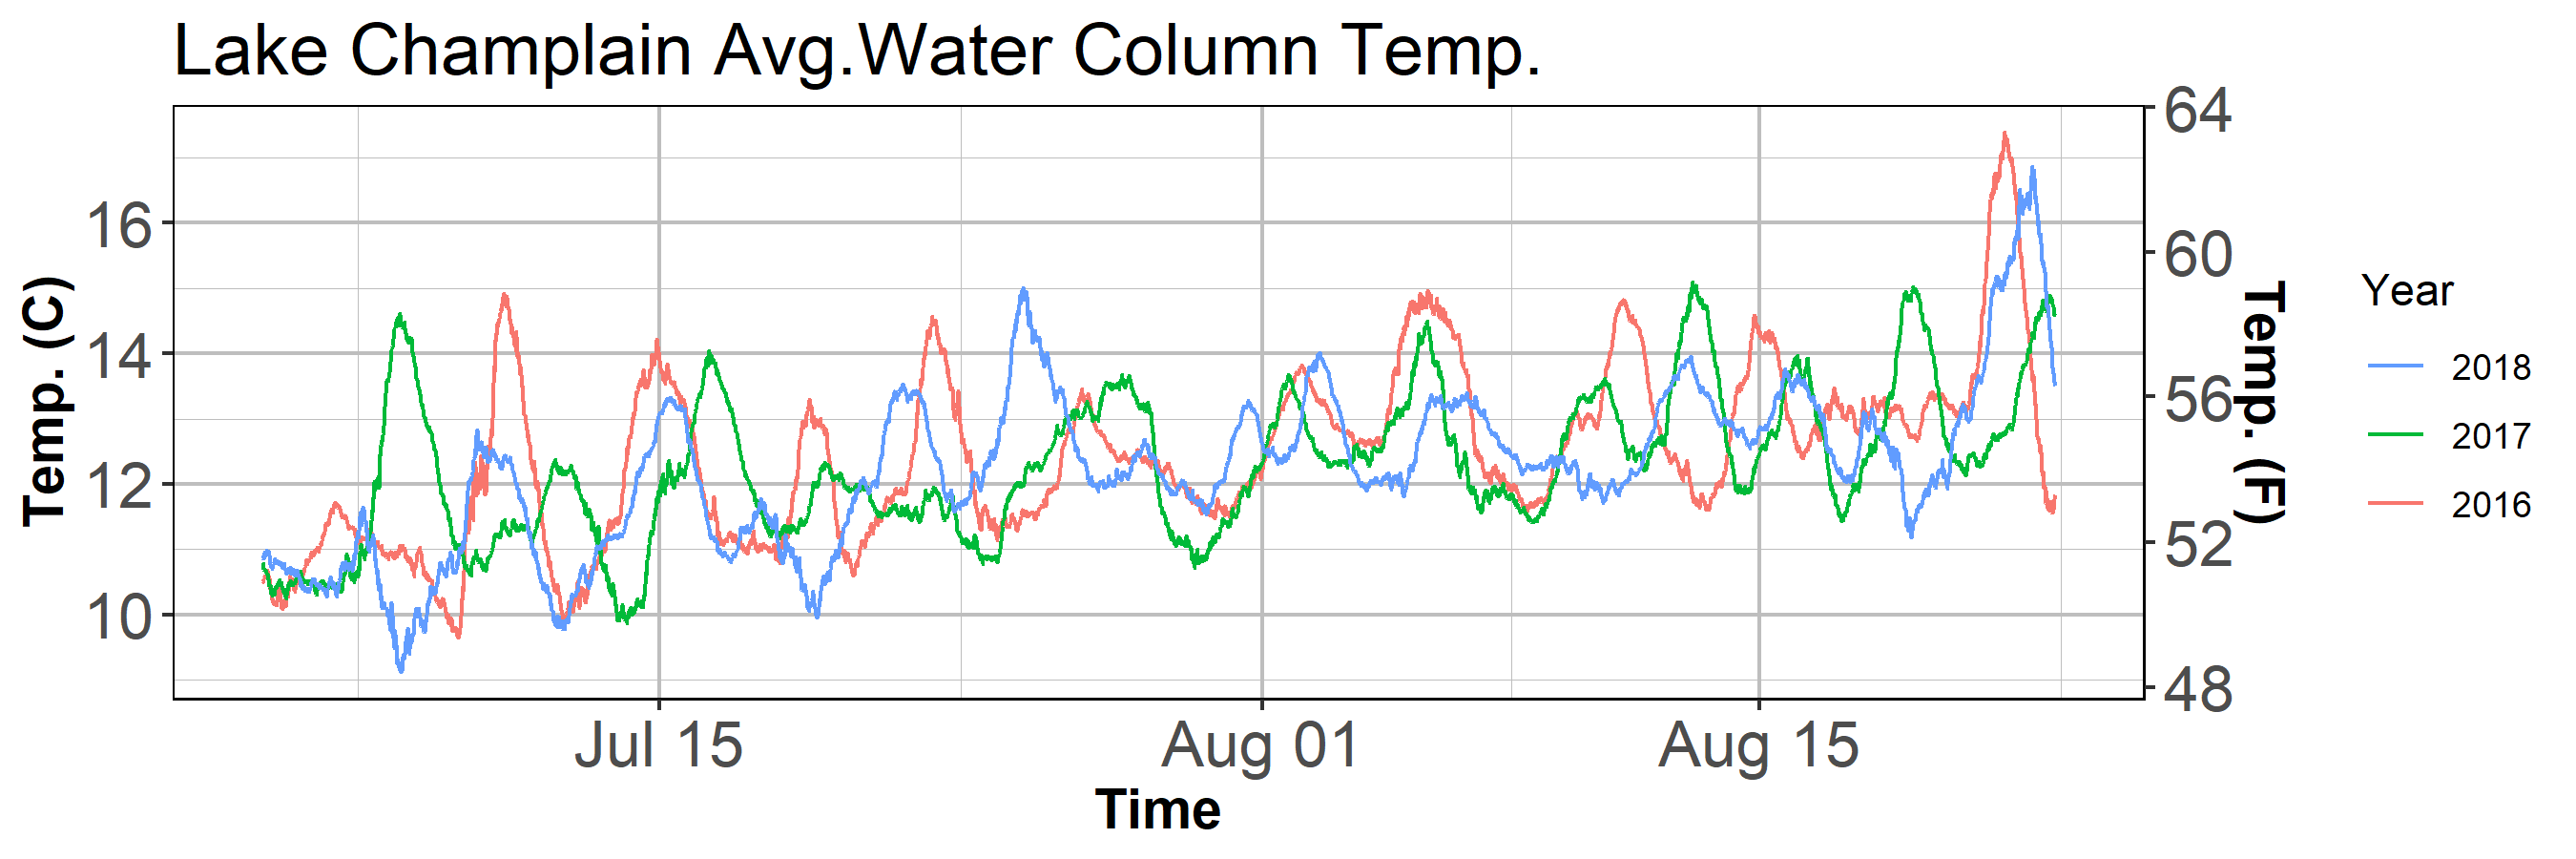 Lake Champlain Avg.Water Column Temp.
Temp. (C)
16
14
12
10
64
60
56
52
48
Temp. (F)
Jul 15
Aug 01
Aug 15
Time
Year
2018
2017
2016